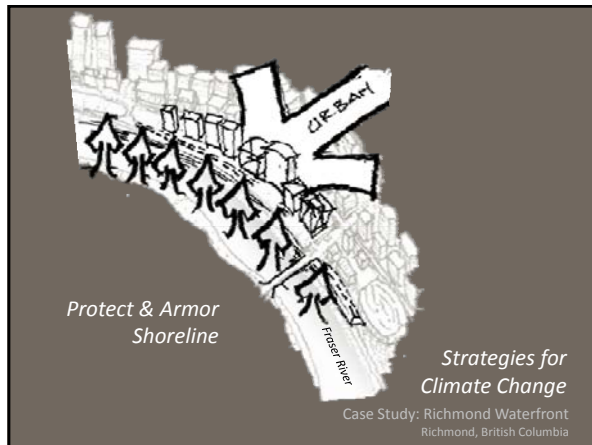 URBAN
Protect & Armor
Shoreline
Fraser River
Strategies for
Climate Change
Case Study: Richmond Waterfront
Richmond, British Columbia